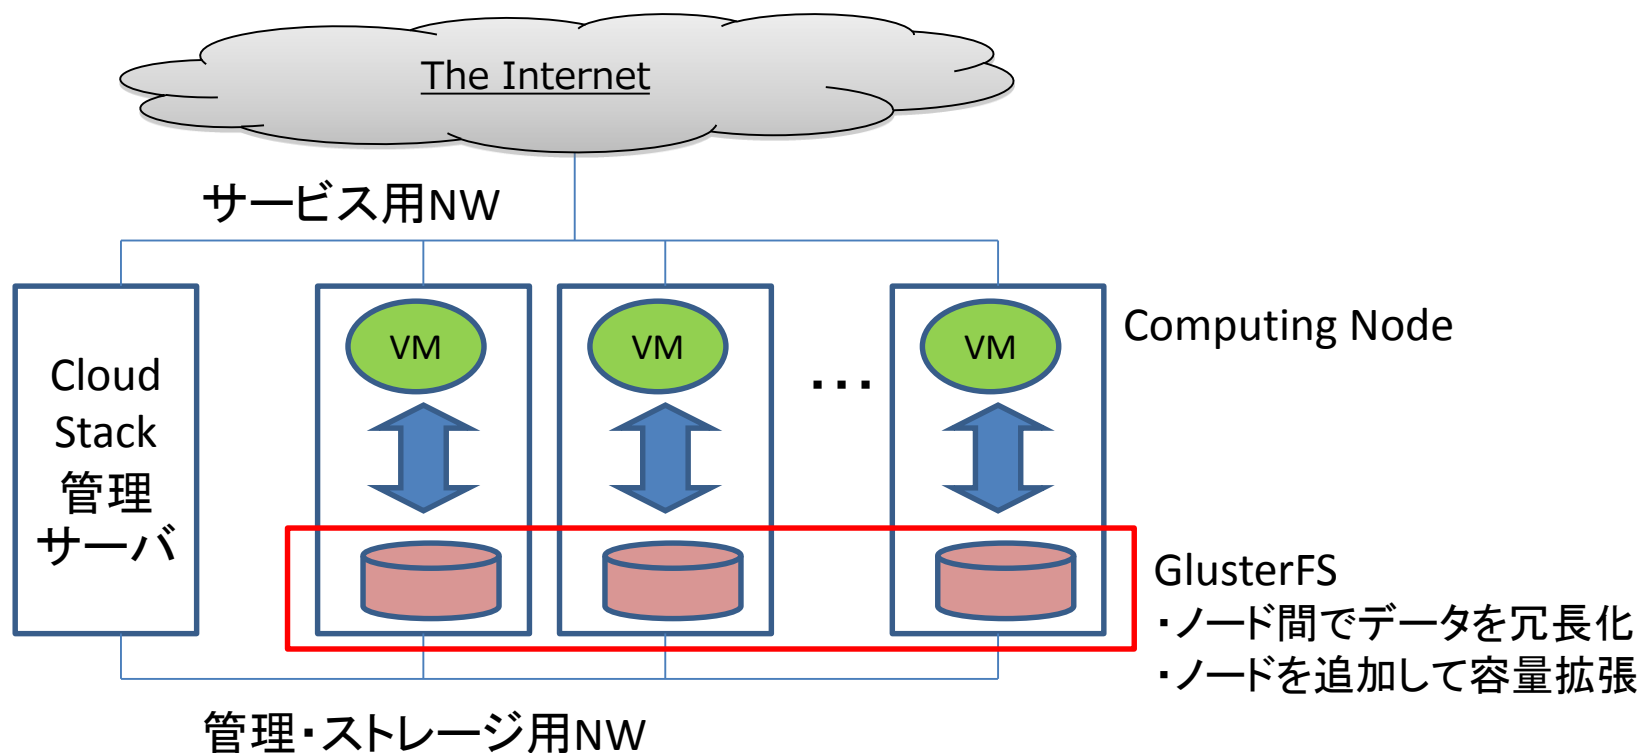 The Internet
サービス用NW
Cloud
Stack
管理
サーバ
VM
VM
...
VM
Computing Node
GlusterFS
・ノード間でデータを冗長化
・ノードを追加して容量拡張
管理・ストレージ用NW